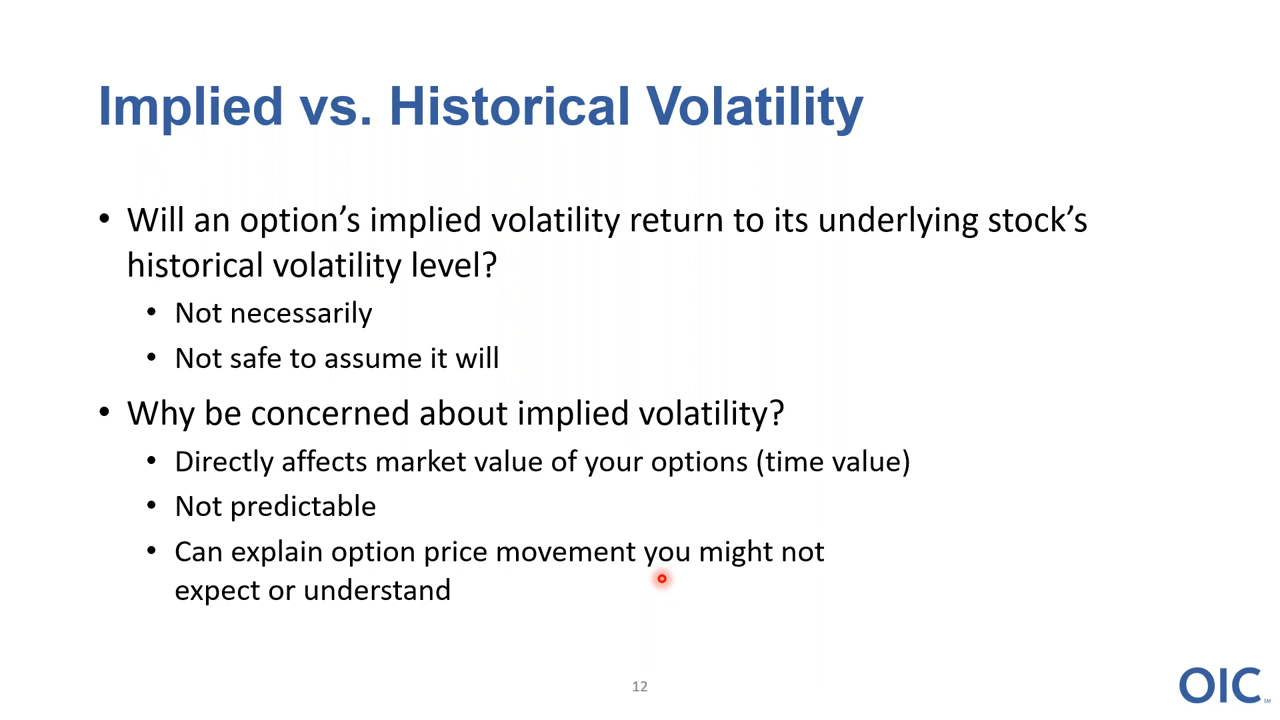 Implied vs. Historical Volatility
• Will an option’s implied volatility return to its underlying stock’s
historical volatility level?
• Not necessarily
• Not safe to assume it will
• Why be concerned about implied volatility?
• Directly affects market value of your options (time value)
• Not predictable
• Can explain option price movement you might not
expect or understand
12
OIC SM